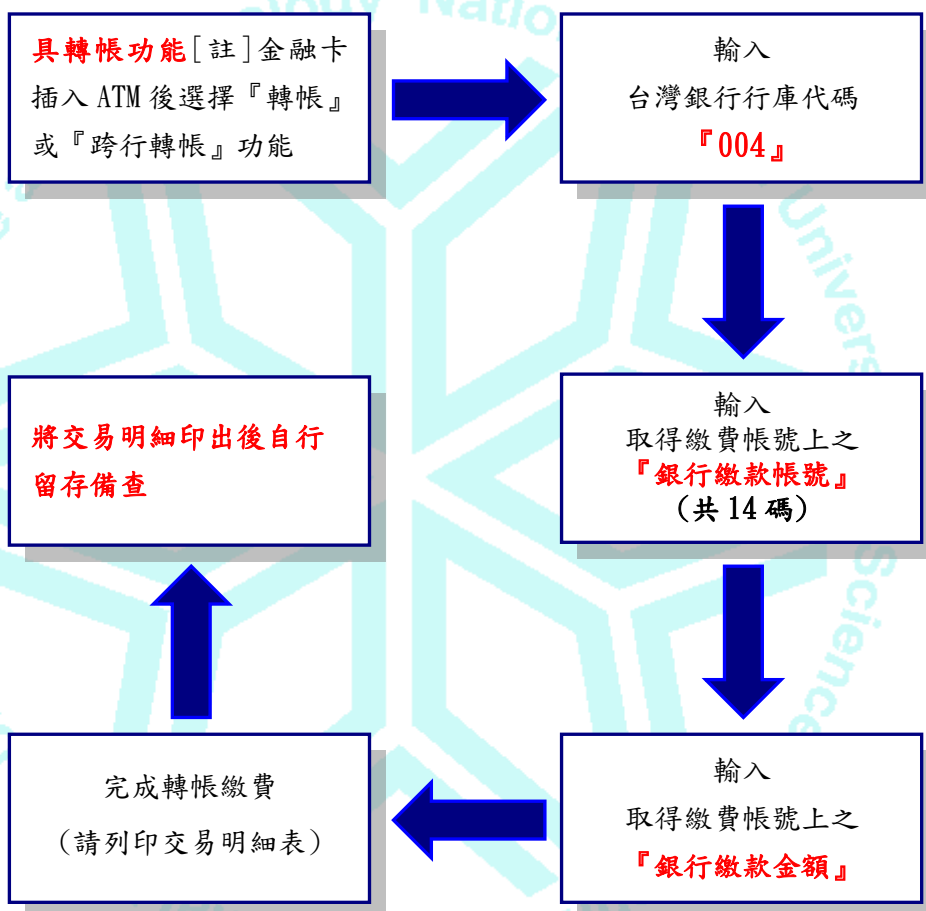 具轉帳功能[註]金融卡
插入 ATM 後選擇『轉帳』
或『跨行轉帳』功能
輸入
台灣銀行行庫代碼
『004』
輸入
取得繳費帳號上之
『銀行繳款帳號』
(共 14 碼)
輸入
取得繳費帳號上之
『銀行繳款金額』
完成轉帳繳費
(請列印交易明細表)
將交易明細印出後自行
留存備查
Univers
Science